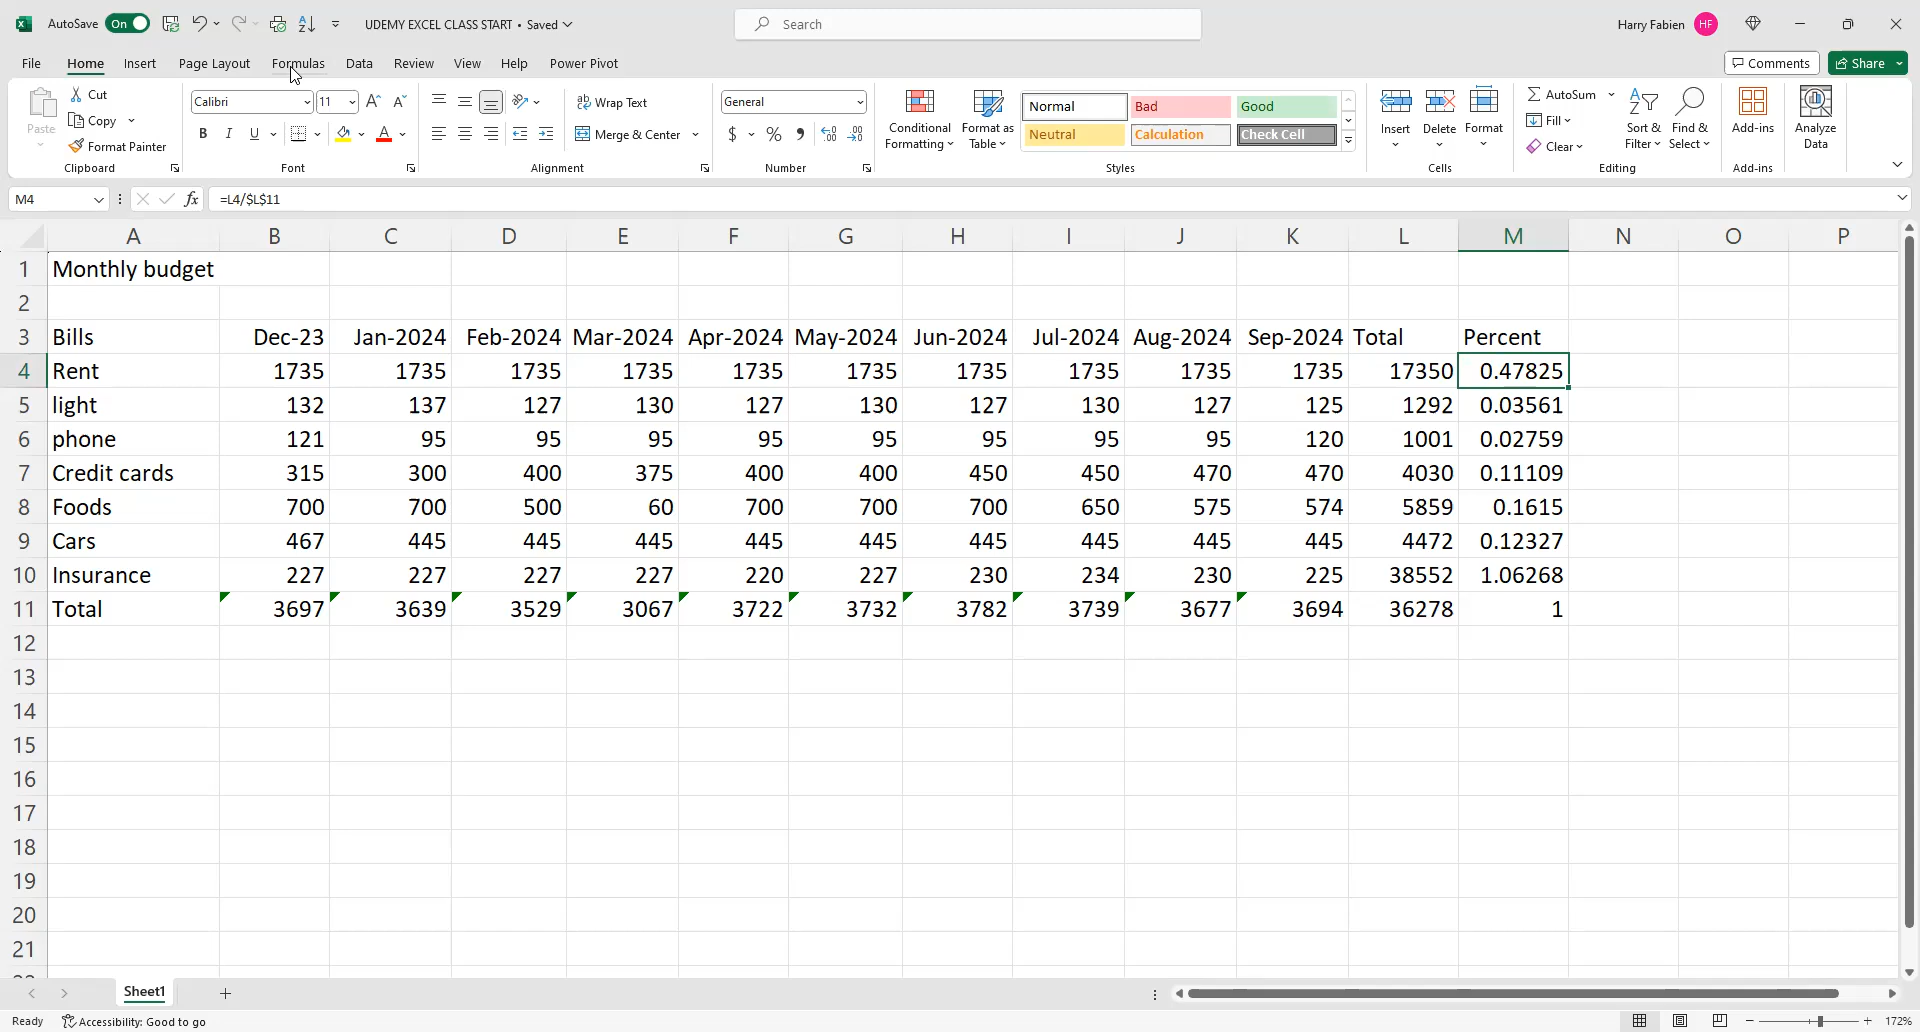 AutoSave On UDEMY EXCEL CLASS START • Saved Search Harry Fabien HF
File Home Insert Page Layout Formulas Data Review View Help Power Pivot Comments Share
Paste
Cut
Copy
Format Painter
Clipboard
Calibri 11
B I U A
Font
Wrap Text
Merge & Center
Alignment
General
$ % ,
Number
Conditional Formatting
Format as Table
Normal Bad Good
Neutral Calculation Check Cell
Styles
Insert Delete Format
Cells
AutoSum
Fill
Clear
Sort & Filter
Find & Select
Editing
Add-ins
Add-ins
Analyze Data
M4 fx =L4/$L$11
A B C D E F G H I J K L M N O P
1 Monthly budget
2
3 Bills Dec-23 Jan-2024 Feb-2024 Mar-2024 Apr-2024 May-2024 Jun-2024 Jul-2024 Aug-2024 Sep-2024 Total Percent
4 Rent 1735 1735 1735 1735 1735 1735 1735 1735 1735 1735 17350 0.47825
5 light 132 137 127 130 127 130 127 130 127 125 1292 0.03561
6 phone 121 95 95 95 95 95 95 95 95 120 1001 0.02759
7 Credit cards 315 300 400 375 400 400 450 450 470 470 4030 0.11109
8 Foods 700 700 500 60 700 700 700 650 575 574 5859 0.1615
9 Cars 467 445 445 445 445 445 445 445 445 445 4472 0.12327
10 Insurance 227 227 227 227 220 227 230 234 230 225 38552 1.06268
11 Total 3697 3639 3529 3067 3722 3732 3782 3739 3677 3694 36278 1
12
13
14
15
16
17
18
19
20
21
Sheet1
Ready Accessibility: Good to go 172%